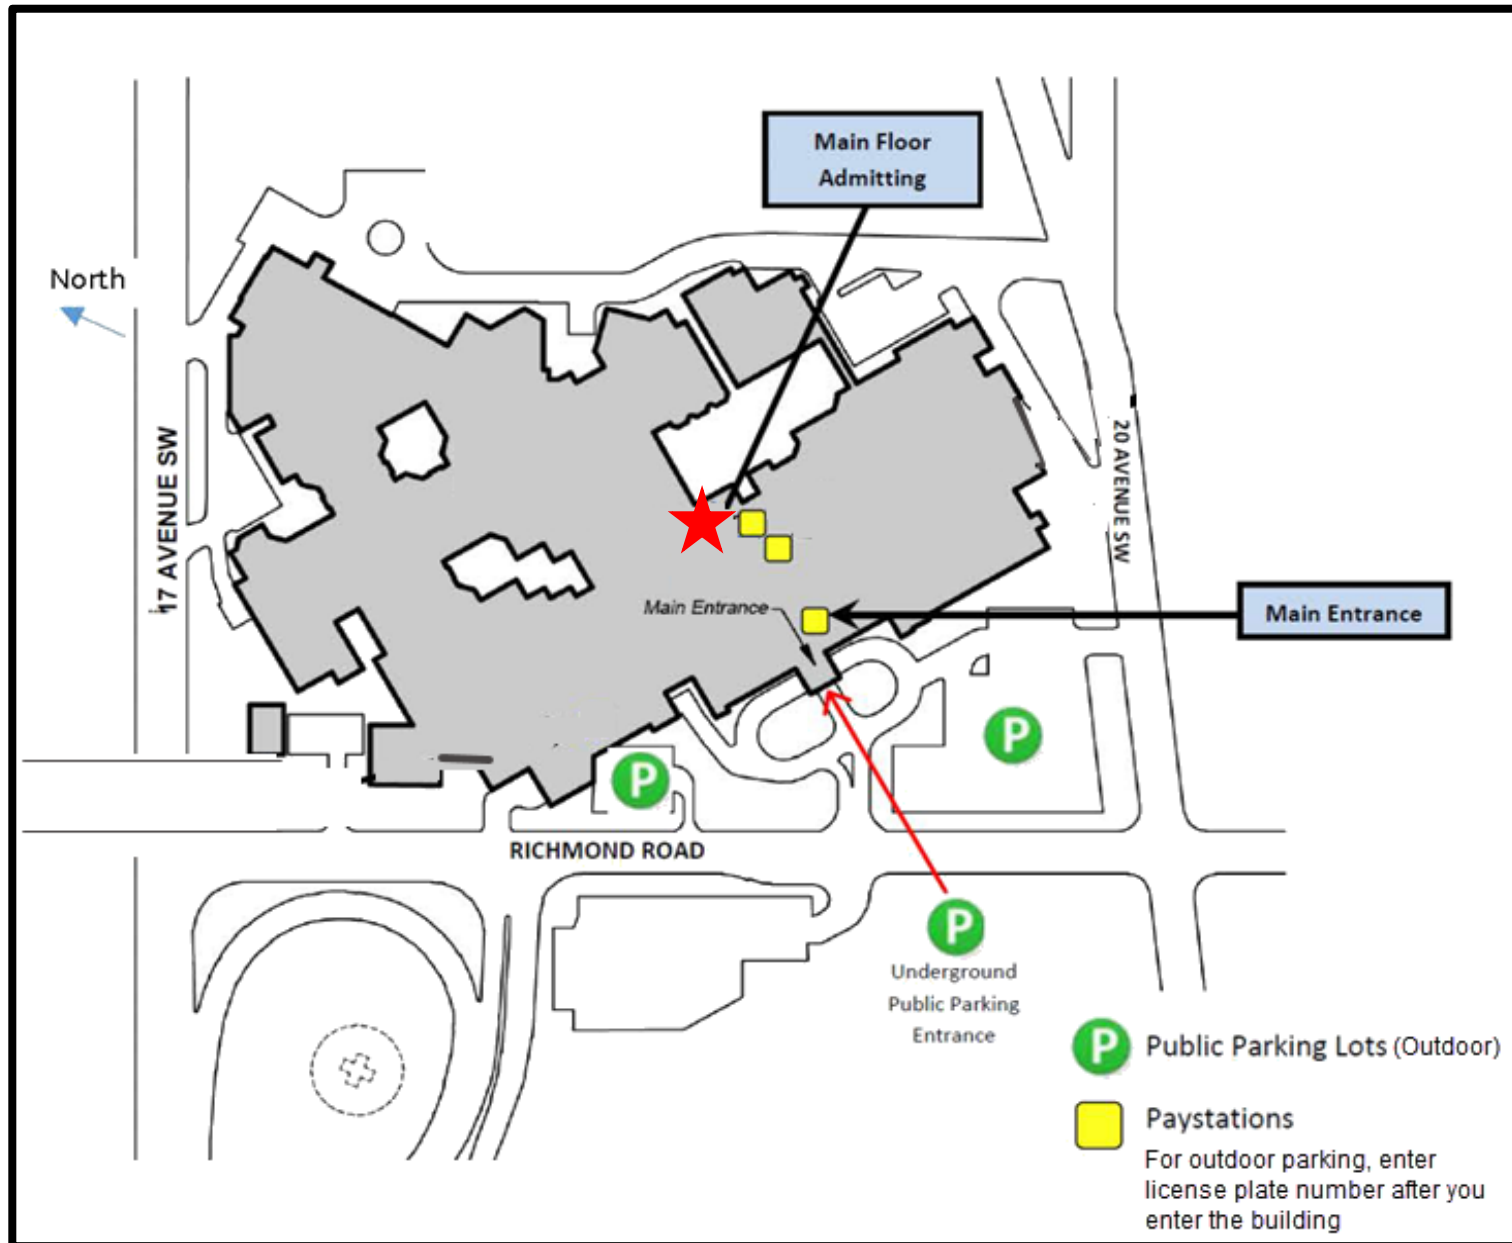 Main Floor
Admitting
North
17 AVENUE SW
20 AVENUE SW
Main Entrance
Main Entrance
P
P
RICHMOND ROAD
P
Underground
Public Parking
Entrance
P Public Parking Lots (Outdoor)
Paystations
For outdoor parking, enter
license plate number after you
enter the building